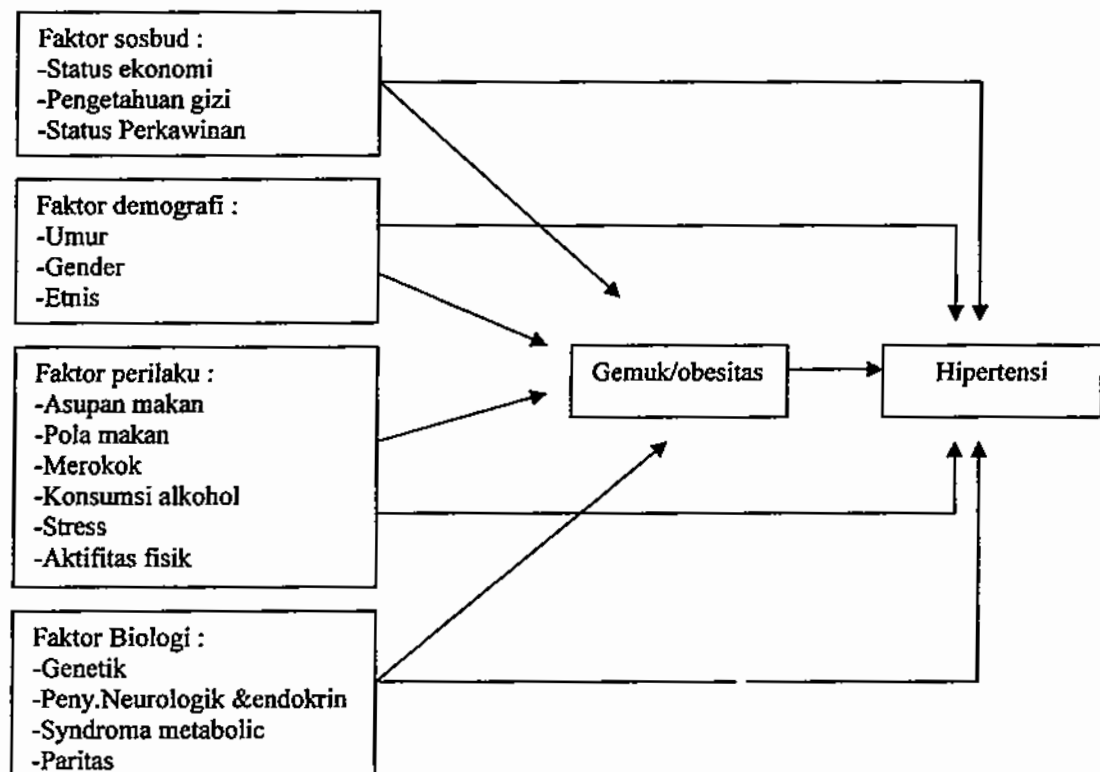 Faktor sosbud :
-Status ekonomi
-Pengetahuan gizi
-Status Perkawinan
Faktor demografi :
-Umur
-Gender
-Etnis
Faktor perilaku :
-Asupan makan
-Pola makan
-Merokok
-Konsumsi alkohol
-Stress
-Aktifitas fisik
Faktor Biologi :
-Genetik
-Peny.Neurologik &endokrin
-Syndroma metabolic
-Paritas
Gemuk/obesitas
Hipertensi